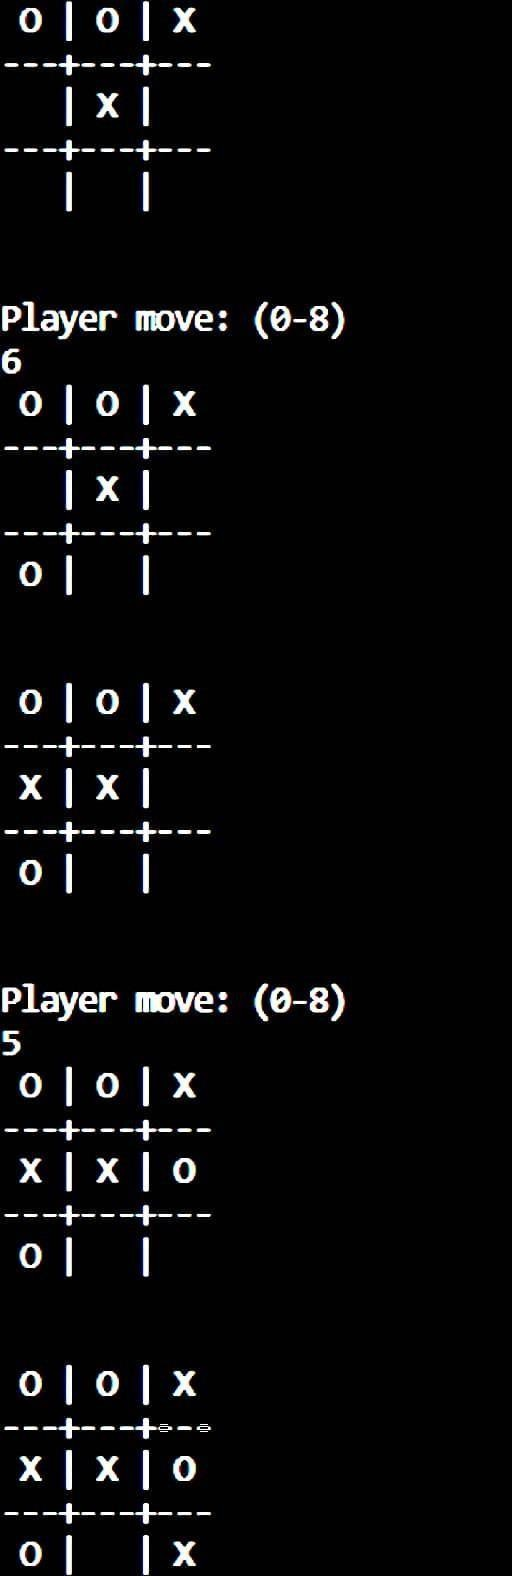 O | O | X
---+---+---
   | X |
---+---+---
   |   |
Player move: (0-8)
6
 O | O | X
---+---+---
   | X |
---+---+---
 O |   |
 O | O | X
---+---+---
 X | X |
---+---+---
 O |   |
Player move: (0-8)
5
 O | O | X
---+---+---
 X | X | O
---+---+---
 O |   |
 O | O | X
---+---+---
 X | X | O
---+---+---
 O |   | X